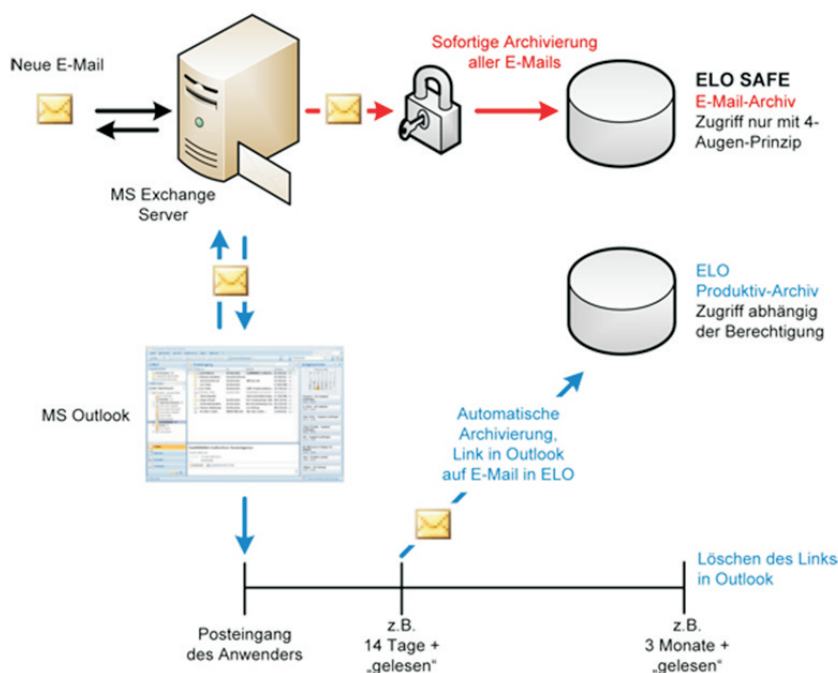 Neue E-Mail
MS Exchange
Server
Sofortige Archivierung
aller E-Mails
ELO SAFE
E-Mail-Archiv
Zugriff nur mit 4-
Augen-Prinzip
ELO
Produktiv-Archiv
Zugriff abhängig
der Berechtigung
MS Outlook
Automatische
Archivierung,
Link in Outlook
auf E-Mail in ELO
Löschen des Links
in Outlook
Posteingang
des Anwenders
z.B.
14 Tage +
„gelesen“
z.B.
3 Monate +
„gelesen“